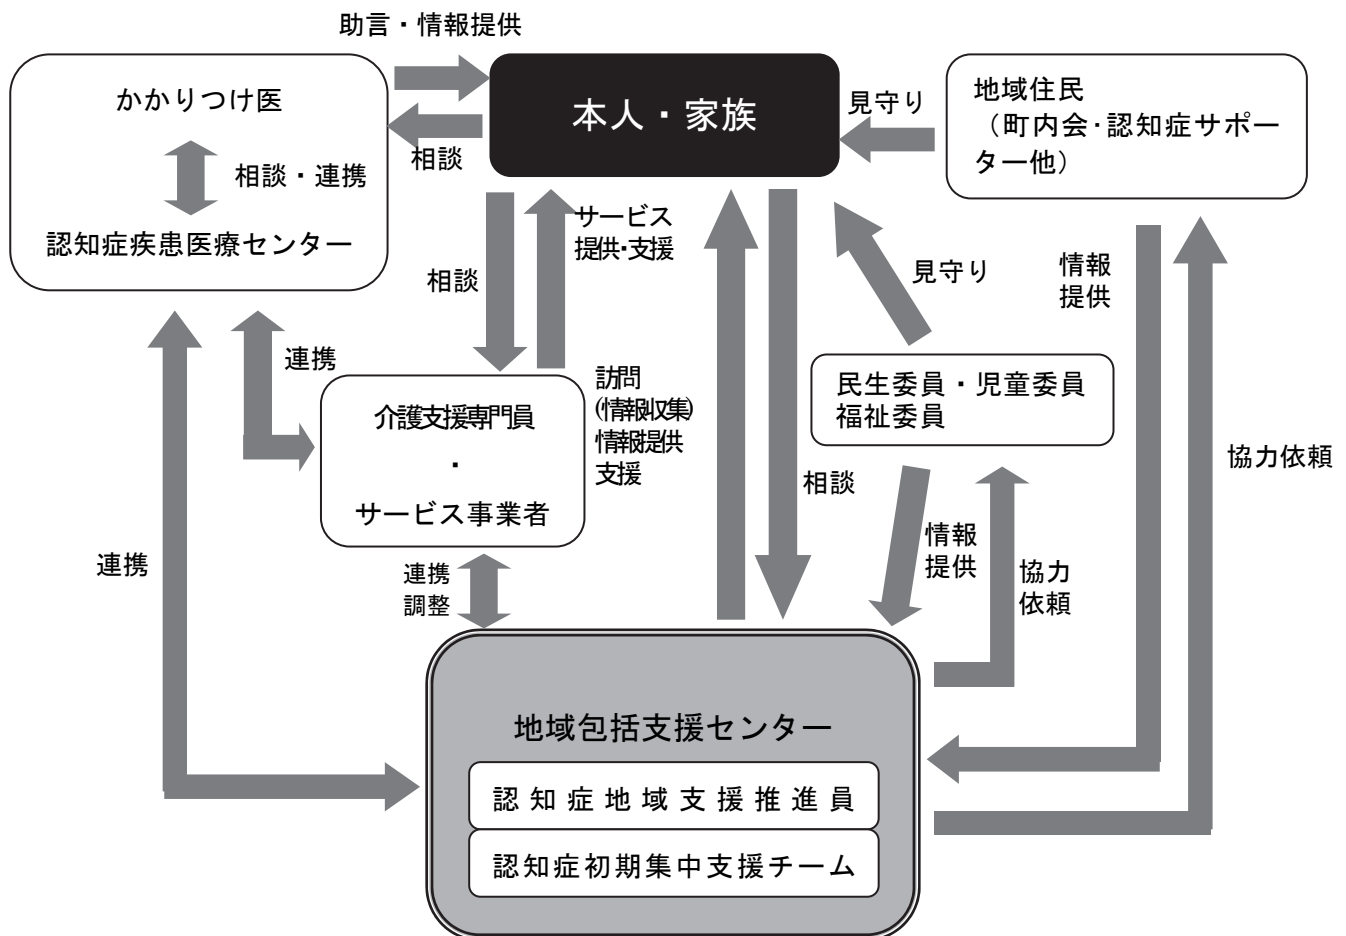 助言・情報提供
かかりつけ医
相談・連携
認知症疾患医療センター
本人・家族
相談
見守り
地域住民
(町内会・認知症サポー
ター他)
相談
サービス
提供・支援
見守り
情報
提供
連携
介護支援専門員
・
サービス事業者
訪問
(情報収集)
情報提供
支援
民生委員・児童委員
福祉委員
相談
協力依頼
連携
連携
調整
情報
提供
協力
依頼
地域包括支援センター
認知症地域支援推進員
認知症初期集中支援チーム